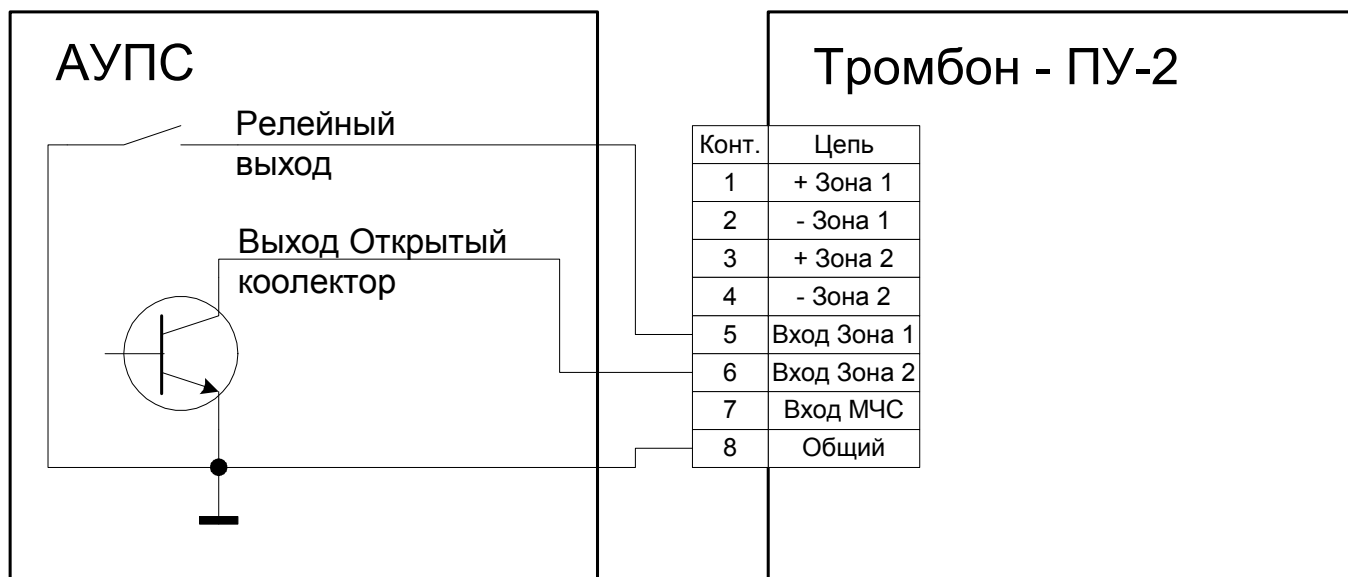 АУПС
Релейный
выход
Выход Открытый
коолектор
Тромбон - ПУ-2
Конт. Цепь
1 + Зона 1
2 - Зона 1
3 + Зона 2
4 - Зона 2
5 Вход Зона 1
6 Вход Зона 2
7 Вход МЧС
8 Общий